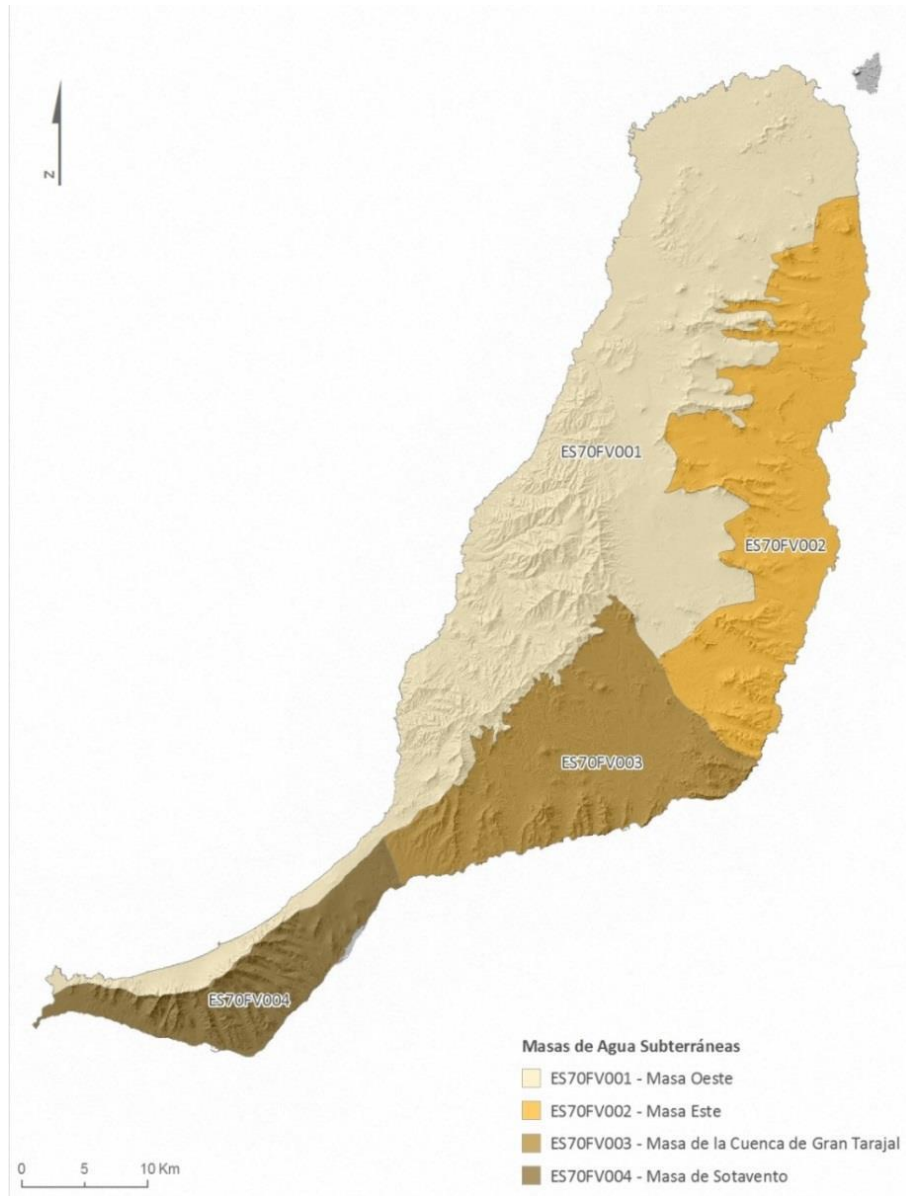 Z
ES70FV001
ES70FV002
ES70FV003
ES70FV004
Masas de Agua Subterráneas
ES70FV001 - Masa Oeste
ES70FV002 - Masa Este
ES70FV003 - Masa de la Cuenca de Gran Tarajal
ES70FV004 - Masa de Sotavento
0 5 10 Km